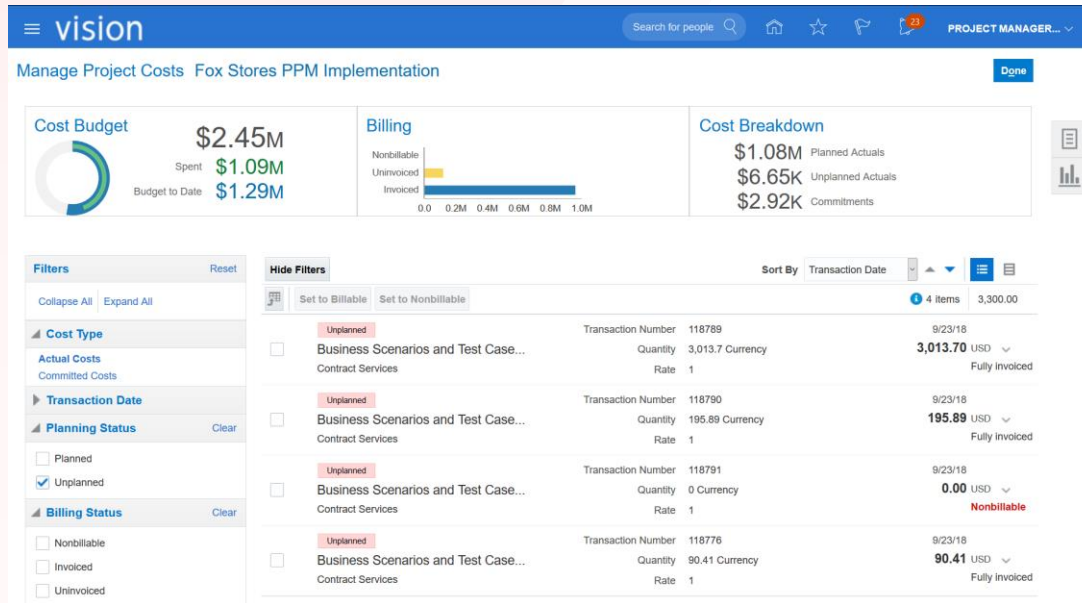 vision
Search for people
23
PROJECT MANAGER...
Manage Project Costs Fox Stores PPM Implementation
Done
Cost Budget
$2.45M
Spent $1.09M
Budget to Date $1.29M
Billing
Nonbillable
Uninvoiced
Invoiced
0.0 0.2M 0.4M 0.6M 0.8M 1.0M
Cost Breakdown
$1.08M Planned Actuals
$6.65K Unplanned Actuals
$2.92K Commitments
Filters Reset
Collapse All Expand All
Cost Type
Actual Costs
Committed Costs
Transaction Date
Planning Status Clear
Planned
Unplanned
Billing Status Clear
Nonbillable
Invoiced
Uninvoiced
Hide Filters
Sort By Transaction Date
Set to Billable Set to Nonbillable
4 items 3,300.00
Unplanned Transaction Number 118789 9/23/18
Business Scenarios and Test Case... Quantity 3,013.7 Currency 3,013.70 USD
Contract Services Rate 1 Fully invoiced
Unplanned Transaction Number 118790 9/23/18
Business Scenarios and Test Case... Quantity 195.89 Currency 195.89 USD
Contract Services Rate 1 Fully invoiced
Unplanned Transaction Number 118791 9/23/18
Business Scenarios and Test Case... Quantity 0 Currency 0.00 USD
Contract Services Rate 1 Nonbillable
Unplanned Transaction Number 118776 9/23/18
Business Scenarios and Test Case... Quantity 90.41 Currency 90.41 USD
Contract Services Rate 1 Fully invoiced